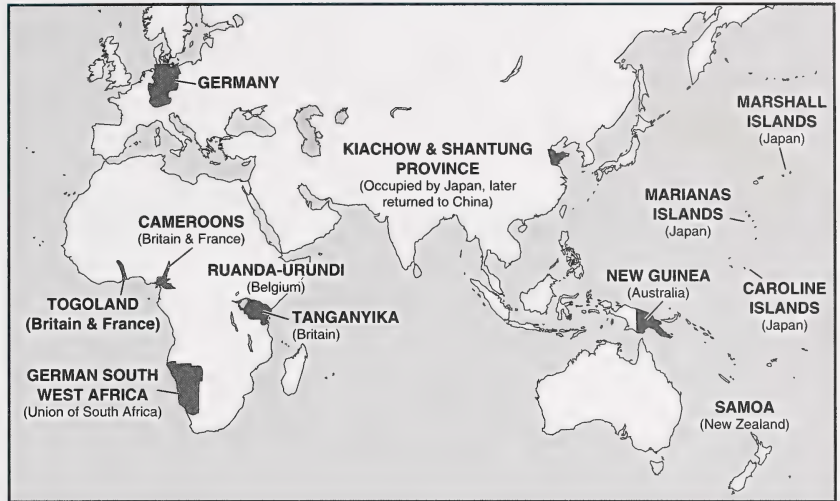 GERMANY
MARSHALL
ISLANDS
(Japan)
KIACHOW & SHANTUNG
PROVINCE
(Occupied by Japan, later
returned to China)
MARIANAS
ISLANDS
(Japan)
CAMEROONS
(Britain & France)
RUANDA-URUNDI
(Belgium)
NEW GUINEA
(Australia)
CAROLINE
ISLANDS
(Japan)
TOGOLAND
(Britain & France)
TANGANYIKA
(Britain)
GERMAN SOUTH
WEST AFRICA
(Union of South Africa)
SAMOA
(New Zealand)